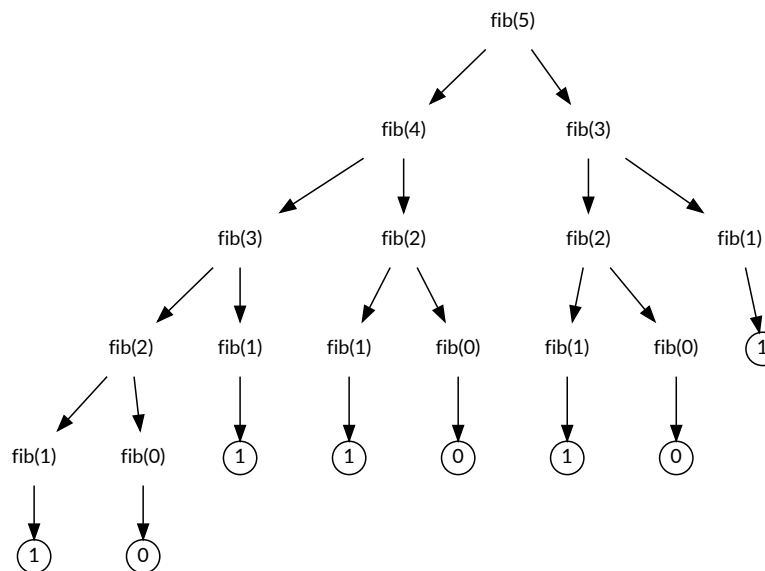 fib(5)
fib(4) fib(3)
fib(3) fib(2) fib(2) fib(1)
fib(2) fib(1) fib(1) fib(0) fib(1) fib(0) 1
fib(1) fib(0) 1 1 0 1 0
1 0